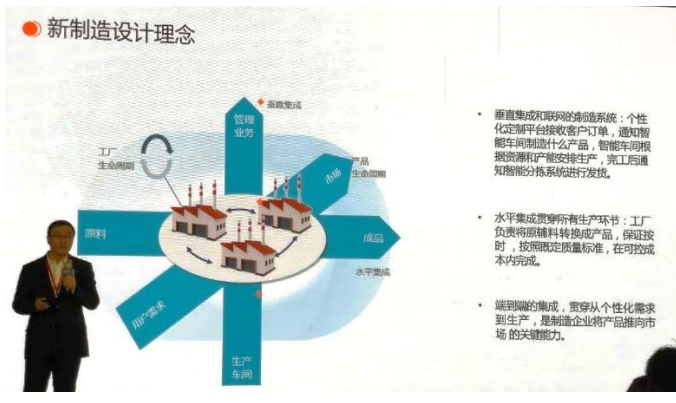 新制造设计理念
垂直集成
管理
业务
工厂
生命周期
产品
生命周期
市场
原料
成品
水平集成
用户需求
生产
车间
• 垂直集成和联网的制造系统：个性
化定制平台接收客户订单，通知智
能车间制造什么产品，智能车间根
据资源和产能安排生产，完工后通
知智能分拣系统进行发货。
• 水平集成贯穿所有生产环节：工厂
负责将原辅料转换成产品，保证按
时，按照既定质量标准，在可控成
本内完成。
• 端到端的集成，贯穿从个性化需求
到生产，是制造企业将产品推向市
场 的关键能力。